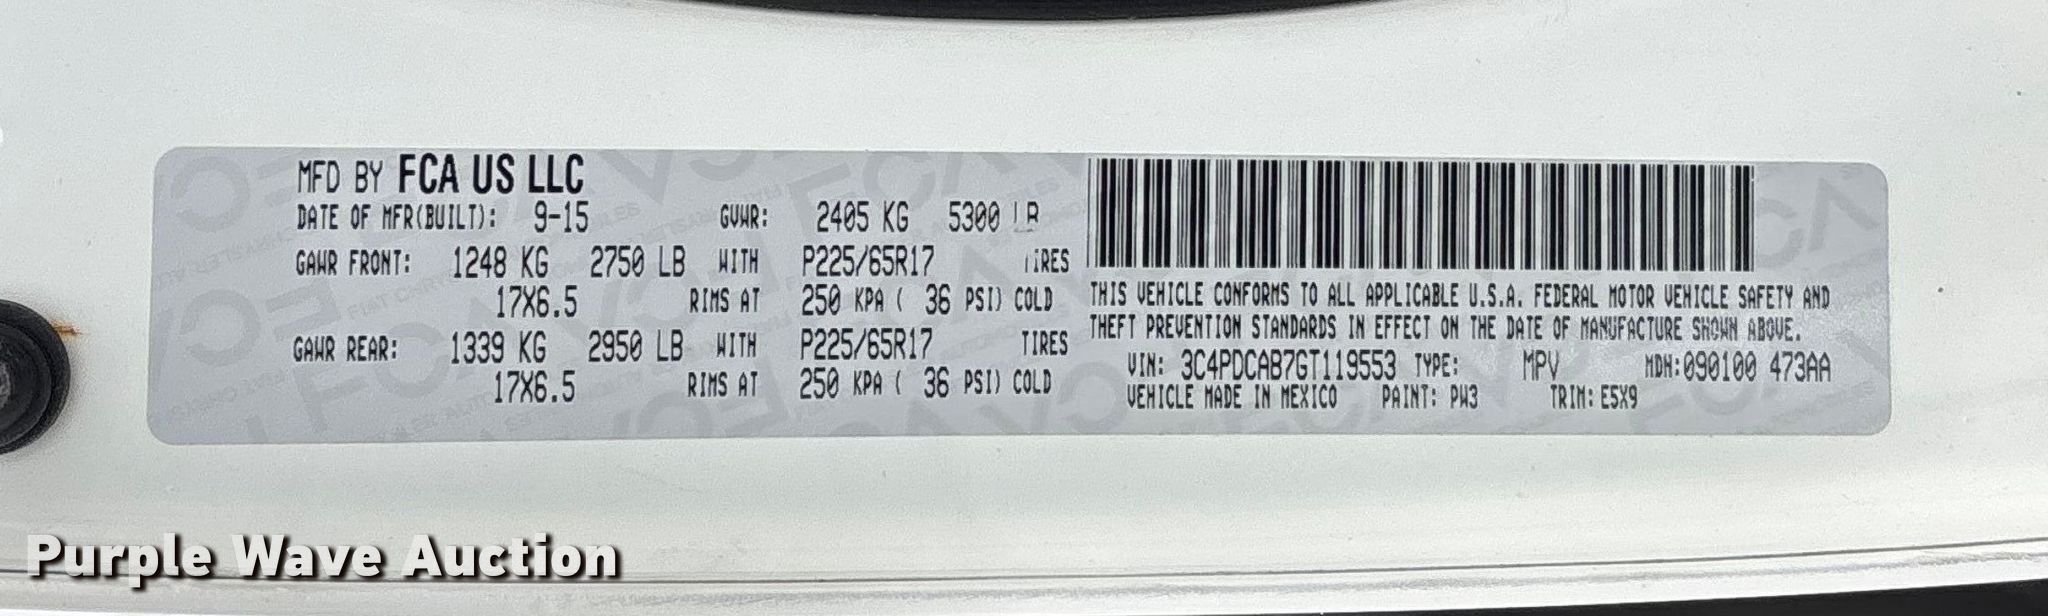 MFD BY FCA US LLC
DATE OF MFR(BUILT): 9-15 GVWR: 2405 KG 5300 LB
GAWR FRONT: 1248 KG 2750 LB WITH P225/65R17 TIRES
17X6.5 RIMS AT 250 KPA ( 36 PSI) COLD
GAWR REAR: 1339 KG 2950 LB WITH P225/65R17 TIRES
17X6.5 RIMS AT 250 KPA ( 36 PSI) COLD
THIS VEHICLE CONFORMS TO ALL APPLICABLE U.S.A. FEDERAL MOTOR VEHICLE SAFETY AND
THEFT PREVENTION STANDARDS IN EFFECT ON THE DATE OF MANUFACTURE SHOWN ABOVE.
VIN: 3C4PDCAB7GT119553 TYPE: MPV MDH:090100 473AA
VEHICLE MADE IN MEXICO PAINT: PW3 TRIM: E5X9
Purple Wave Auction